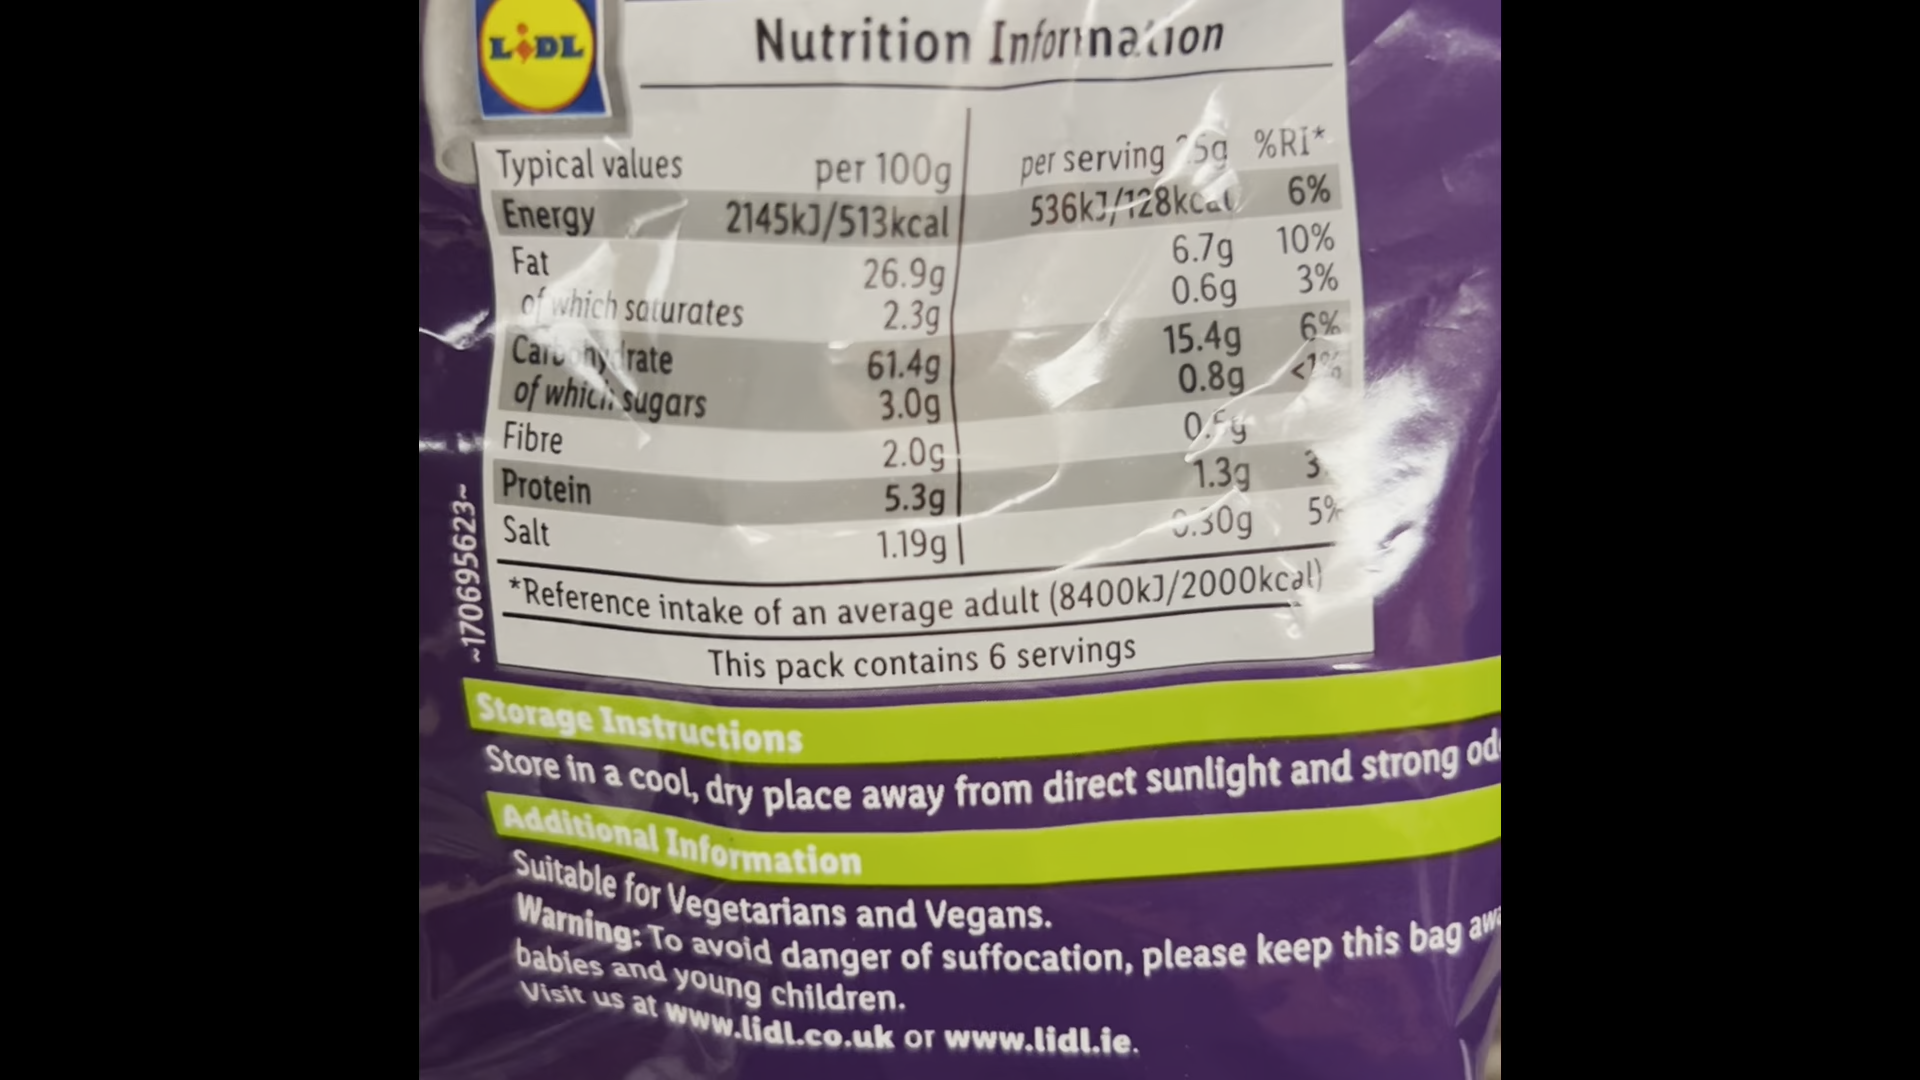 LIDL
Nutrition Information
Typical values per 100g per serving 25g %RI*
Energy 2145kJ/513kcal 536kJ/128kcal 6%
Fat 26.9g 6.7g 10%
of which saturates 2.3g 0.6g 3%
Carbohydrate 61.4g 15.4g 6%
of which sugars 3.0g 0.8g <1%
Fibre 2.0g 0.5g
Protein 5.3g 1.3g
Salt 1.19g 0.30g 5%
*Reference intake of an average adult (8400kJ/2000kcal)
This pack contains 6 servings
~170695623~
Storage Instructions
Store in a cool, dry place away from direct sunlight and strong
Additional Information
Suitable for Vegetarians and Vegans.
Warning: To avoid danger of suffocation, please keep this bag
babies and young children.
Visit us at www.lidl.co.uk or www.lidl.ie.